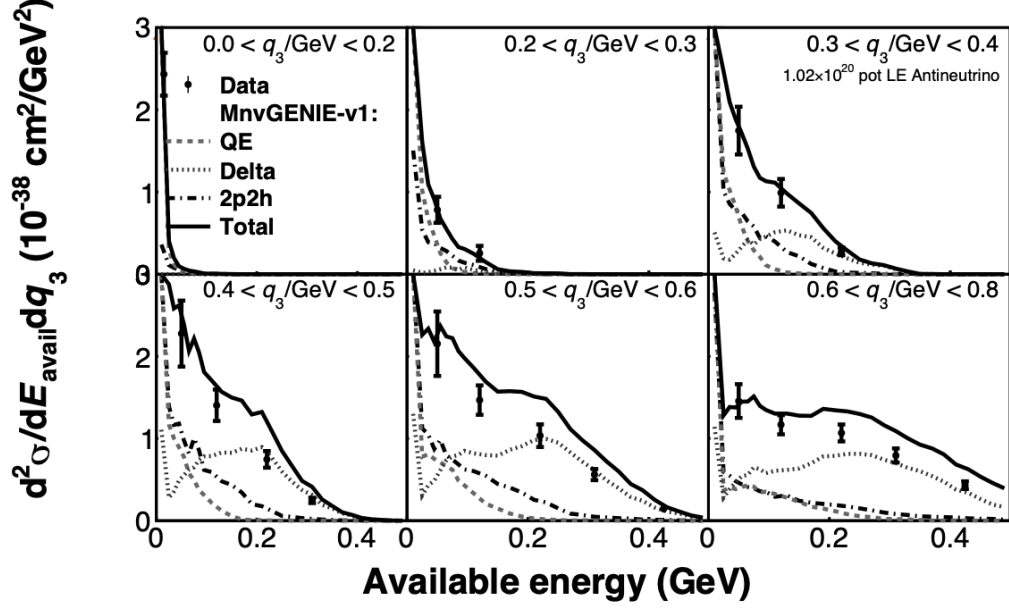 d²σ/dE_avail dq₃ (10⁻³⁸ cm²/GeV²)
3
2
1
0.0 < q₃/GeV < 0.2
Data
MnvGENIE-v1:
QE
Delta
2p2h
Total
0.2 < q₃/GeV < 0.3
0.3 < q₃/GeV < 0.4
1.02×10²⁰ pot LE Antineutrino
2
1
0
0.4 < q₃/GeV < 0.5
0.5 < q₃/GeV < 0.6
0.6 < q₃/GeV < 0.8
0 0.2 0.4 0 0.2 0.4 0 0.2 0.4
Available energy (GeV)